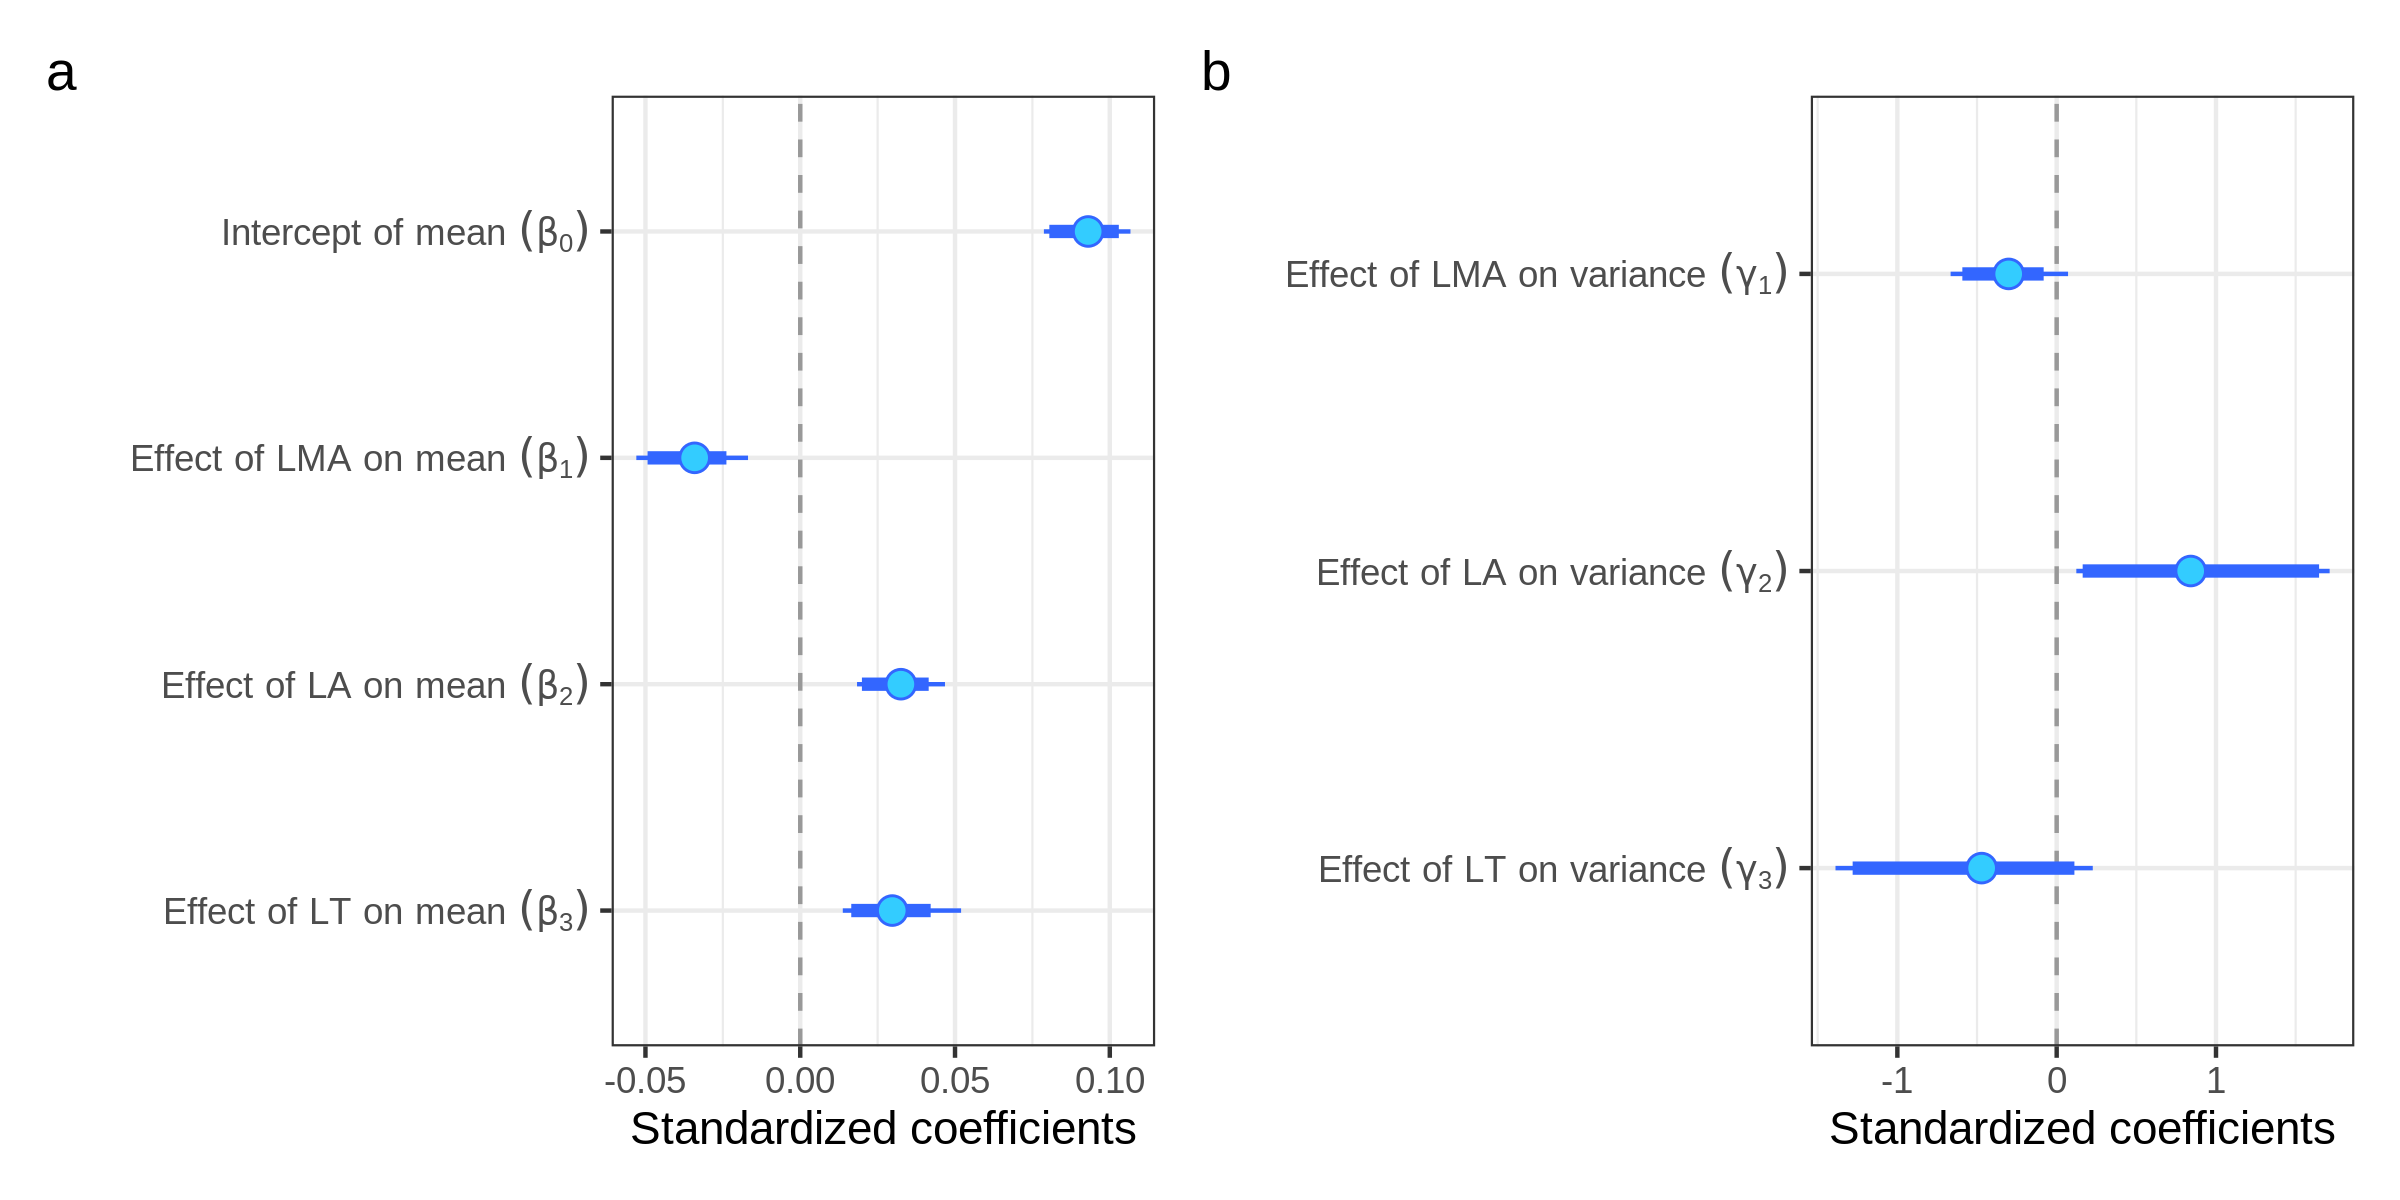 a
Intercept of mean (β₀)
Effect of LMA on mean (β₁)
Effect of LA on mean (β₂)
Effect of LT on mean (β₃)
-0.05 0.00 0.05 0.10
Standardized coefficients
b
Effect of LMA on variance (γ₁)
Effect of LA on variance (γ₂)
Effect of LT on variance (γ₃)
-1 0 1
Standardized coefficients